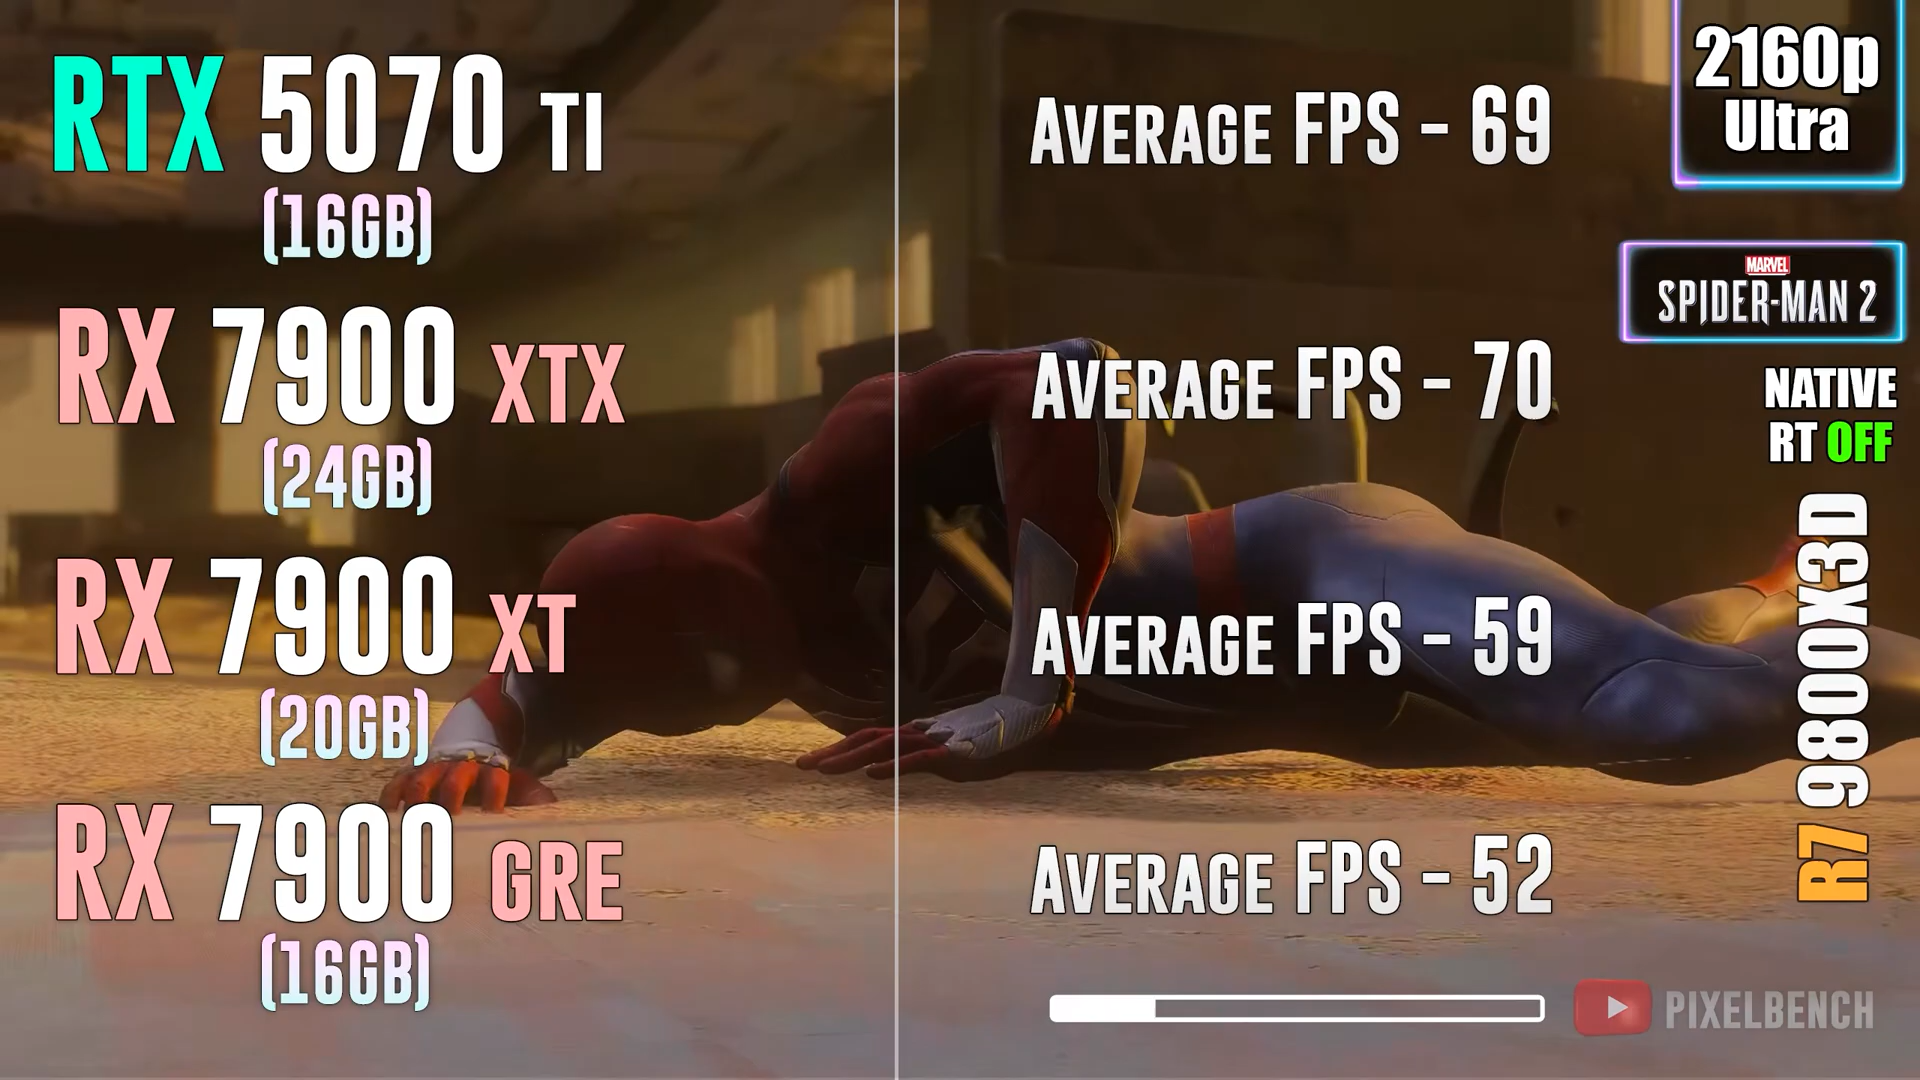 RTX 5070 TI
(16GB)
AVERAGE FPS - 69
RX 7900 XTX
(24GB)
AVERAGE FPS - 70
RX 7900 XT
(20GB)
AVERAGE FPS - 59
RX 7900 GRE
(16GB)
AVERAGE FPS - 52
2160p
Ultra
MARVEL
SPIDER-MAN 2
NATIVE
RT OFF
R7 9800X3D
PIXELBENCH